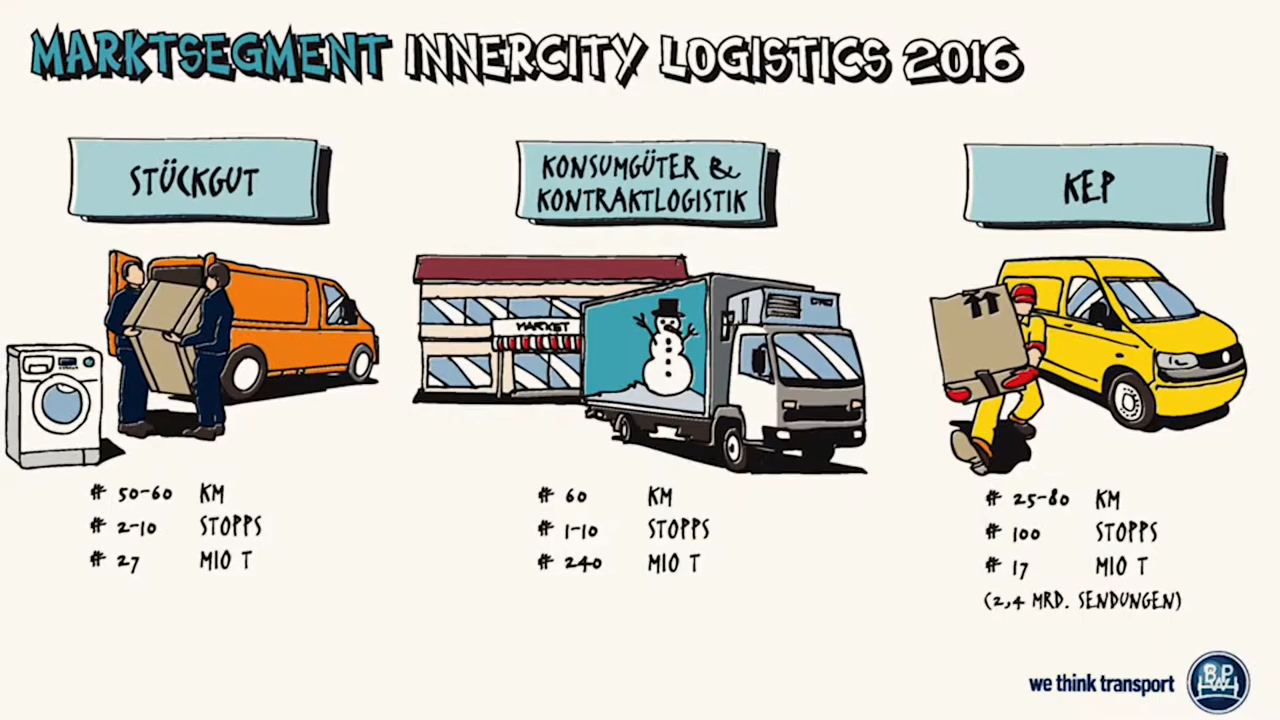 MARKTSEGMENT INNERCITY LOGISTICS 2016
STÜCKGUT
KONSUMGÜTER &
KONTRAKTLOGISTIK
KEP
MARKET
# 50-60 KM
# 2-10 STOPPS
# 27 MIO T
# 60 KM
# 1-10 STOPPS
# 240 MIO T
# 25-80 KM
# 100 STOPPS
# 17 MIO T
(2,4 MRD. SENDUNGEN)
we think transport
BPW